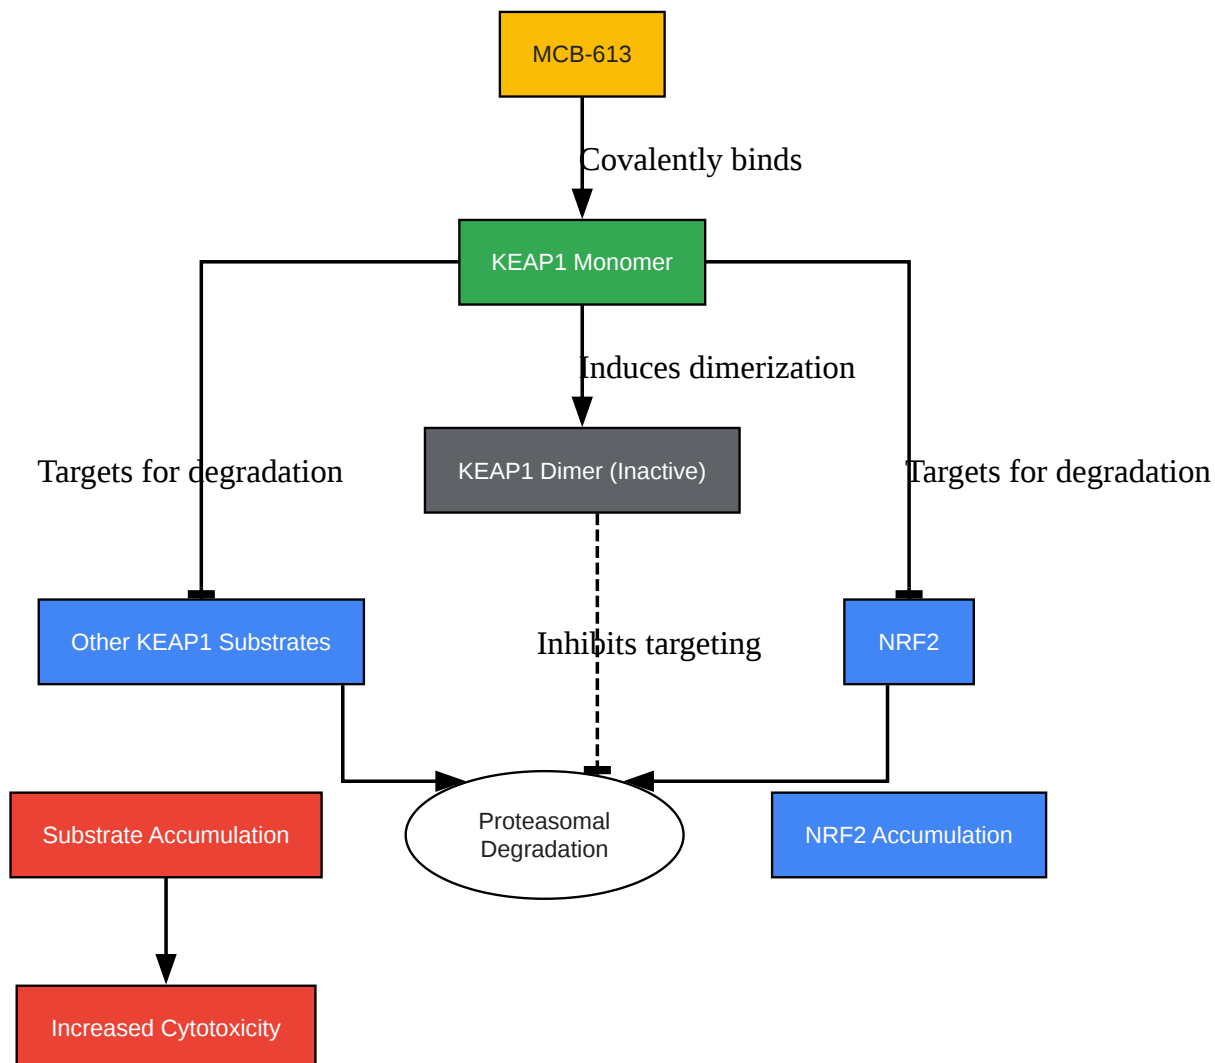 MCB-613
Covalently binds
KEAP1 Monomer
Induces dimerization
Targets for degradation
KEAP1 Dimer (Inactive)
Targets for degradation
Other KEAP1 Substrates
Inhibits targeting
NRF2
Substrate Accumulation
Proteasomal
Degradation
NRF2 Accumulation
Increased Cytotoxicity